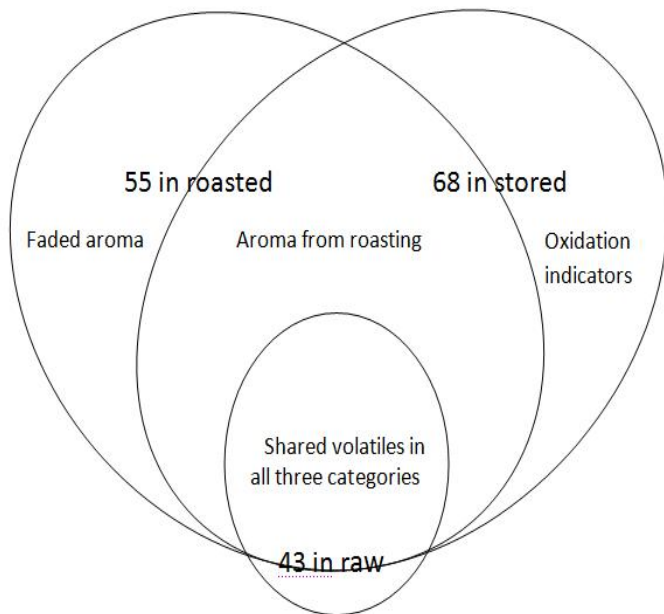 55 in roasted
68 in stored
Faded aroma
Aroma from roasting
Oxidation
indicators
Shared volatiles in
all three categories
43 in raw